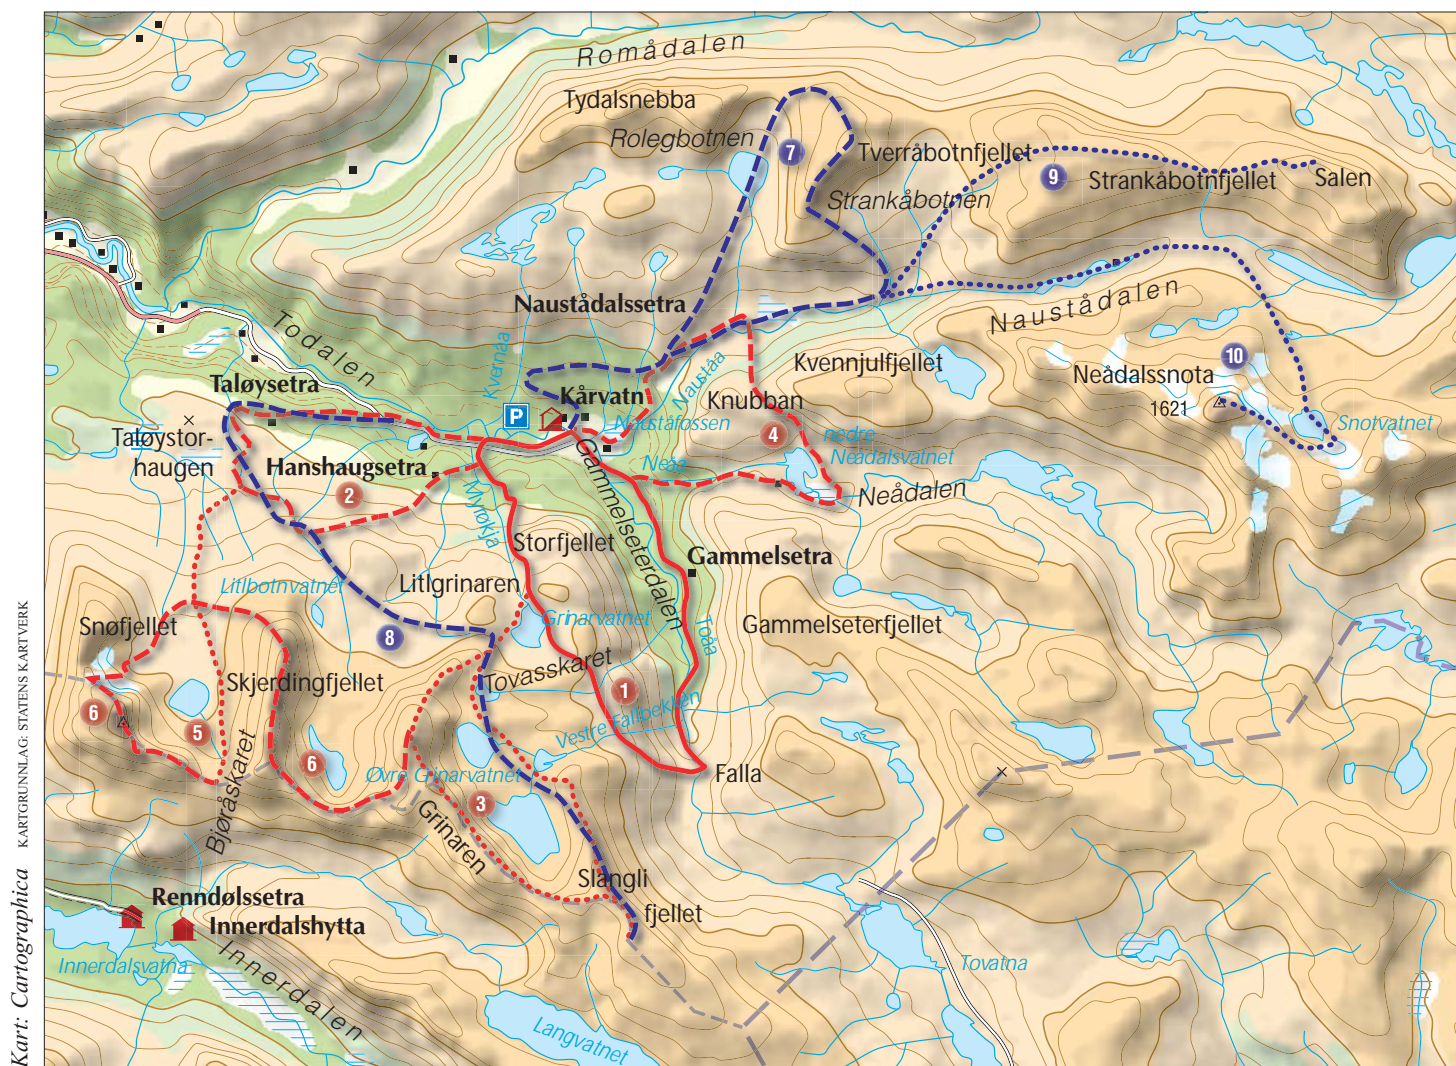 Romådalen
Tydalsnebba
Rolegbotnen
7
Tverråbotnfjellet
9
Strankåbotnfjellet
Salen
Strankåbotnen
Naustådalssetra
Naustådalen
Todalen
Kvernåa
Nauståa
Kvennjulfjellet
10
Neådalssnota
1621
Taløysetra
P
Kårvatn
Knubban
Nauståfossen
4
nedre
Neådalsvatnet
Snotvatnet
Taløystor-
haugen
Hanshaugsetra
2
Neåa
Neådalen
Gammelseterdalen
Myrøkja
Storfjellet
Gammelsetra
Litlbotnvatnet
Litlgrinaren
Grinarvatnet
Toåa
Gammelseterfjellet
Snøfjellet
8
Tovasskaret
Skjerdingfjellet
1
6
5
Vestre Fallbekken
Bjøråskaret
6
Øvre Grinarvatnet
Falla
3
Grinaren
Slangli
fjellet
Renndølssetra
Innerdalshytta
Innerdalsvatna
Innerdalen
Tovatna
Langvatnet
Kart: Cartographica KARTGRUNNLAG: STATENS KARTVERK